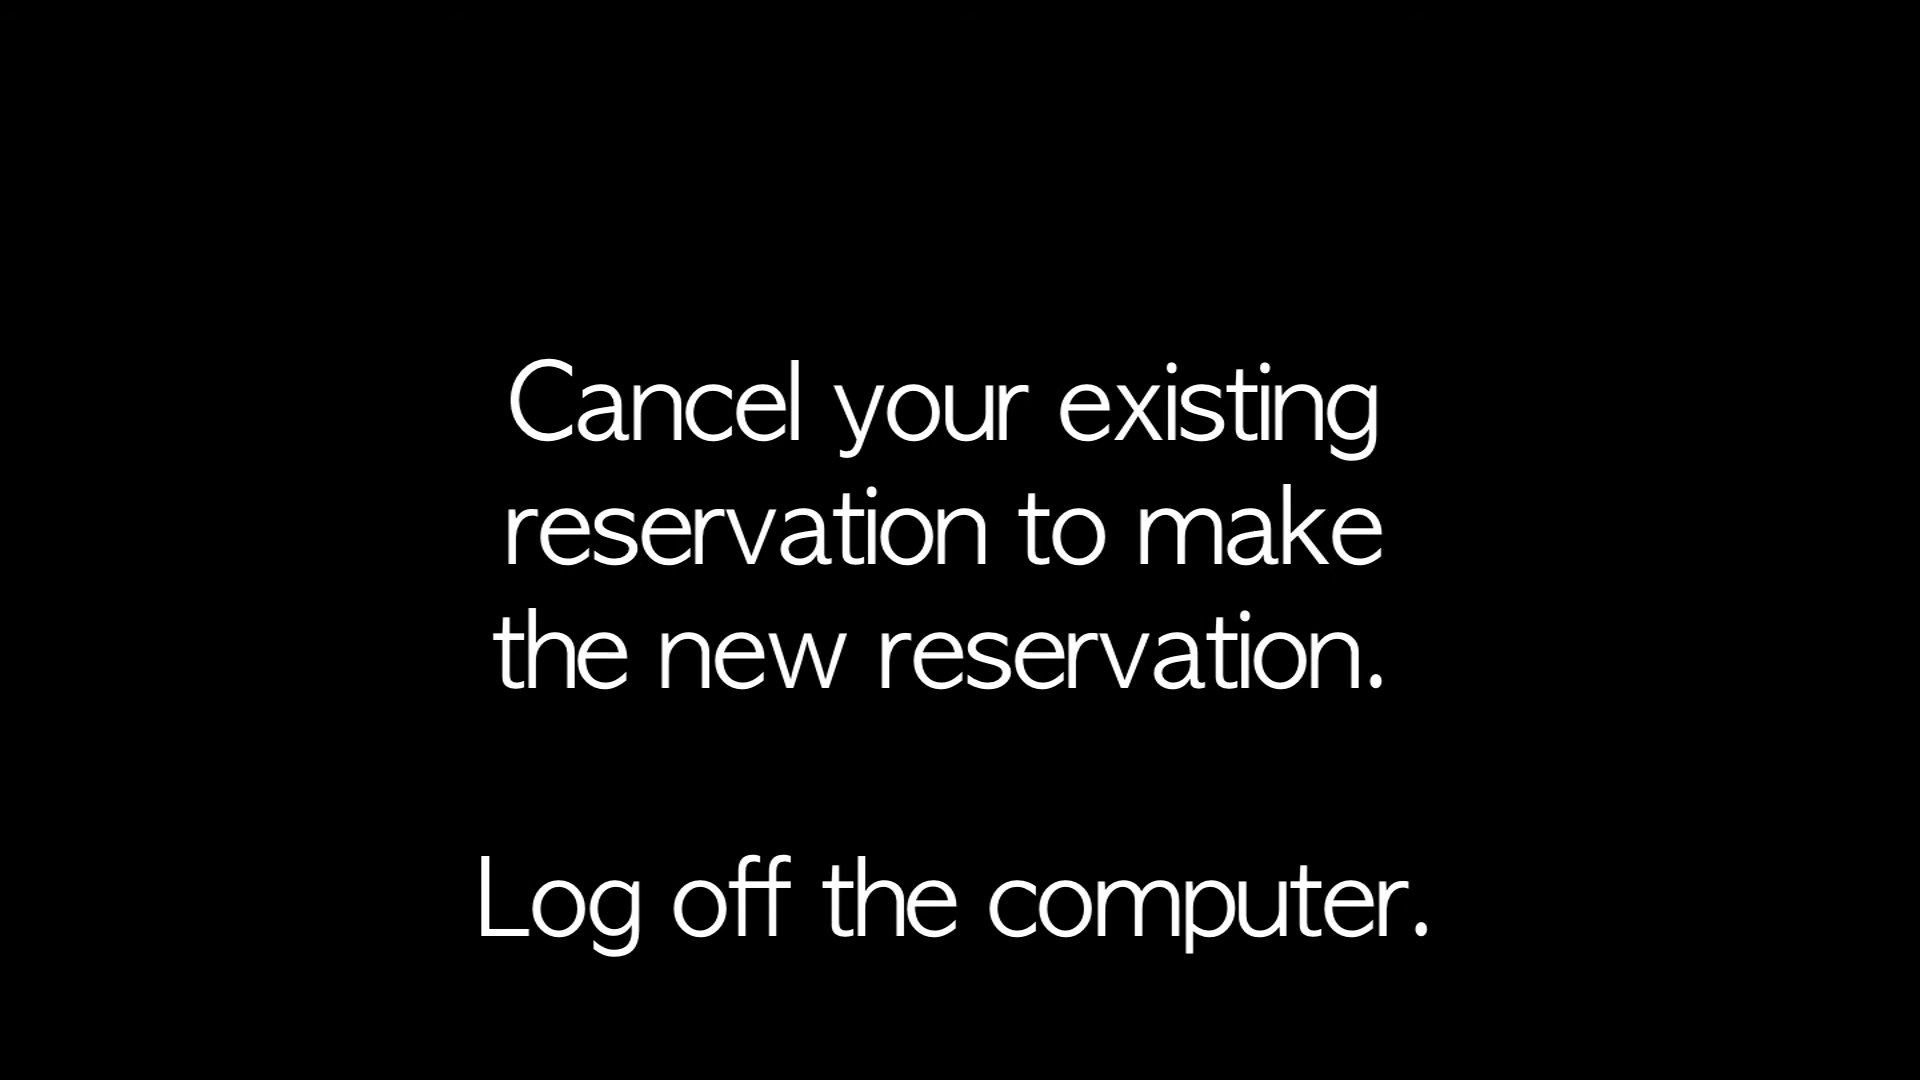 Cancel your existing
reservation to make
the new reservation.
Log off the computer.